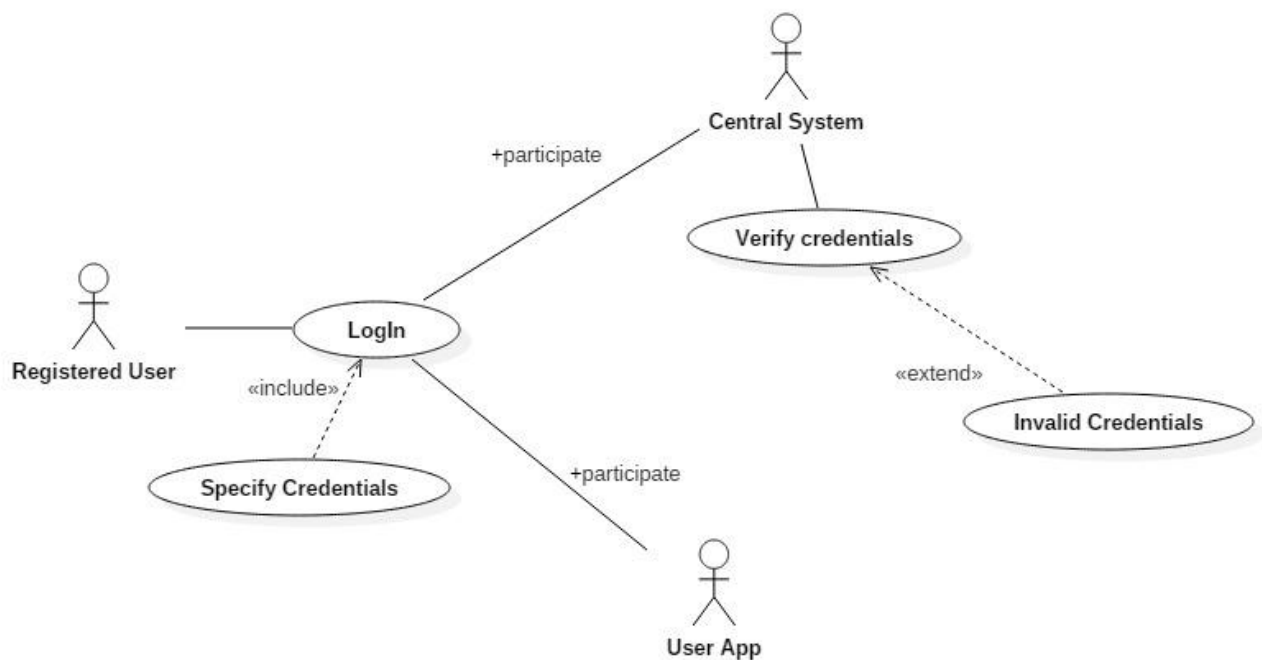 Central System
+participate
Verify credentials
Registered User
LogIn
«include»
«extend»
Invalid Credentials
Specify Credentials
+participate
User App